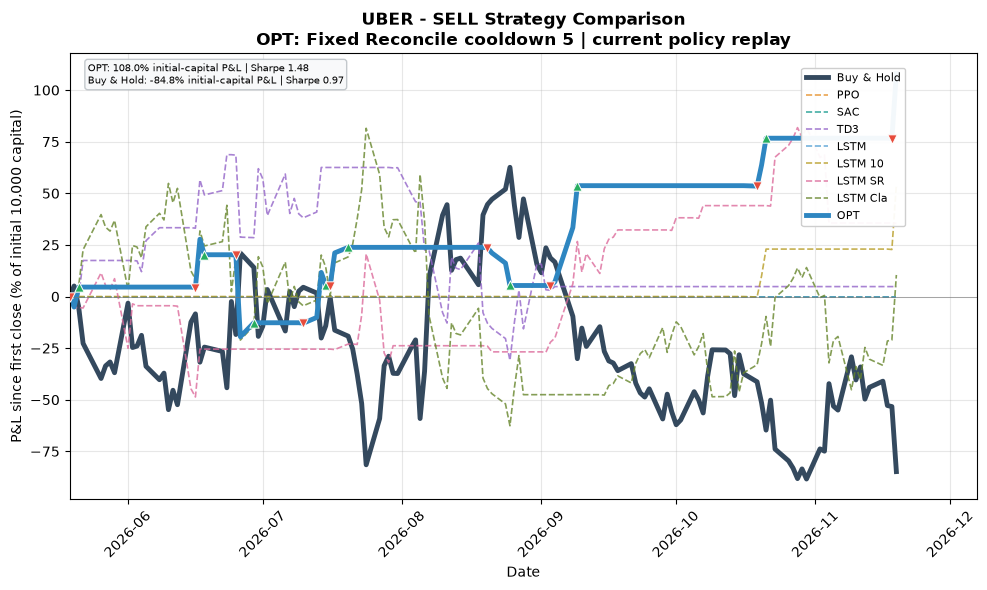 UBER - SELL Strategy Comparison
OPT: Fixed Reconcile cooldown 5 | current policy replay
OPT: 108.0% initial-capital P&L | Sharpe 1.48
Buy & Hold: -84.8% initial-capital P&L | Sharpe 0.97
Buy & Hold
PPO
SAC
TD3
LSTM
LSTM 10
LSTM SR
LSTM Cla
OPT
P&L since first close (% of initial 10,000 capital)
100
75
50
25
0
−25
−50
−75
2026-06
2026-07
2026-08
2026-09
2026-10
2026-11
2026-12
Date